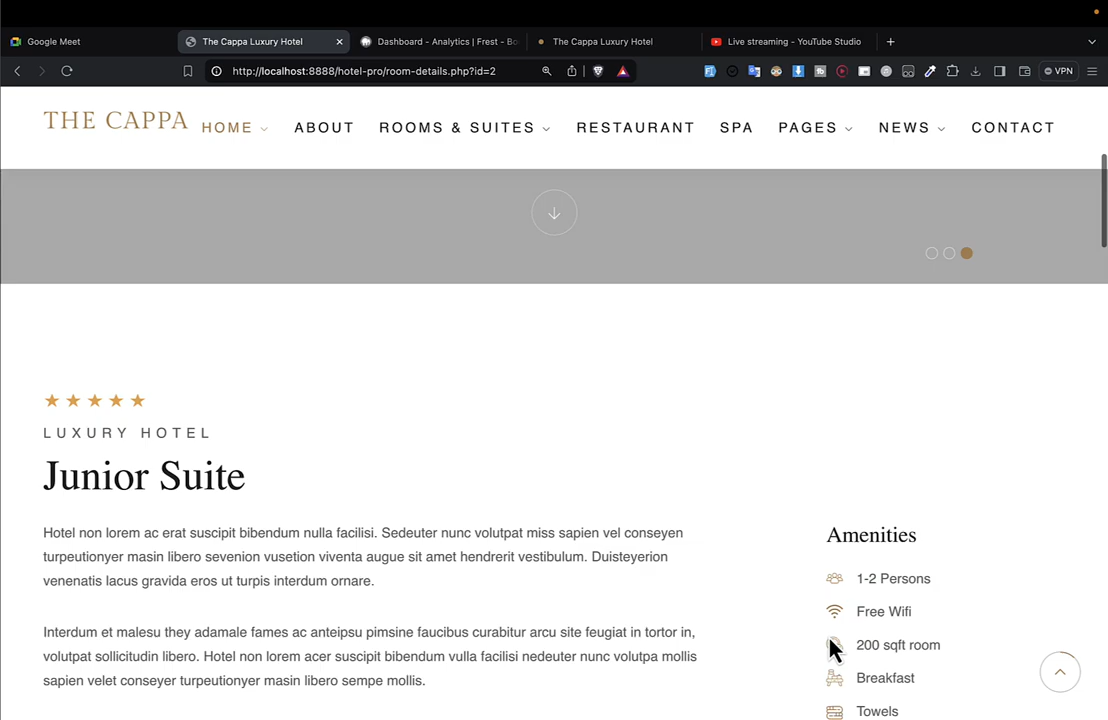 Google Meet
The Cappa Luxury Hotel
Dashboard - Analytics | Frest - Bo
The Cappa Luxury Hotel
Live streaming - YouTube Studio
http://localhost:8888/hotel-pro/room-details.php?id=2
VPN
THE CAPPA
HOME
ABOUT
ROOMS & SUITES
RESTAURANT
SPA
PAGES
NEWS
CONTACT
LUXURY HOTEL
Junior Suite
Hotel non lorem ac erat suscipit bibendum nulla facilisi. Sedeuter nunc volutpat miss sapien vel conseyen
turpeutionyer masin libero sevenion vusetion viventa augue sit amet hendrerit vestibulum. Duisteyerion
venenatis lacus gravida eros ut turpis interdum ornare.
Interdum et malesu they adamale fames ac anteipsu pimsine faucibus curabitur arcu site feugiat in tortor in,
volutpat sollicitudin libero. Hotel non lorem acer suscipit bibendum vulla facilisi nedeuter nunc volutpa mollis
sapien velet conseyer turpeutionyer masin libero sempe mollis.
Amenities
1-2 Persons
Free Wifi
200 sqft room
Breakfast
Towels